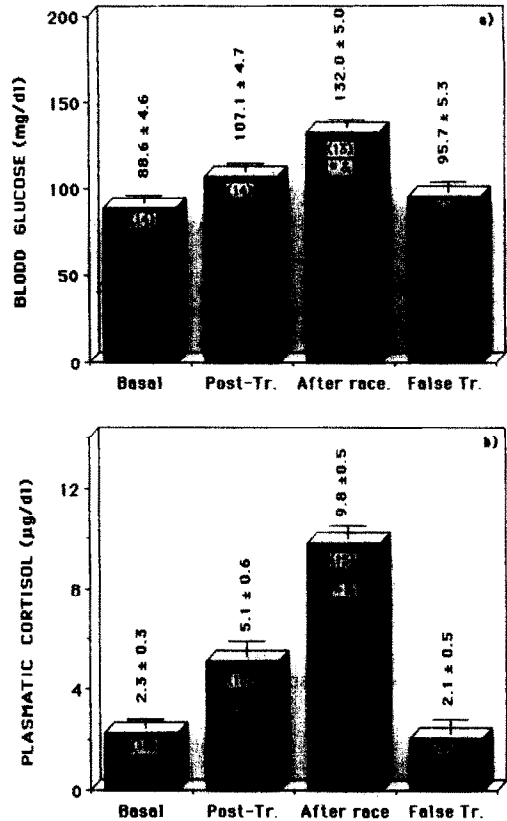 200
150
100
50
0
BLODD GLUCOSE (mg/dl)
a)
88.6 ± 4.6
107.1 ± 4.7
132.0 ± 5.0
95.7 ± 5.3
Basal
Post-Tr.
After race.
False Tr.
12
8
4
0
PLASMATIC CORTISOL (µg/dl)
b)
2.3 ± 0.3
5.1 ± 0.6
9.8 ±0.5
2.1 ± 0.5
Basal
Post-Tr.
After race
False Tr.